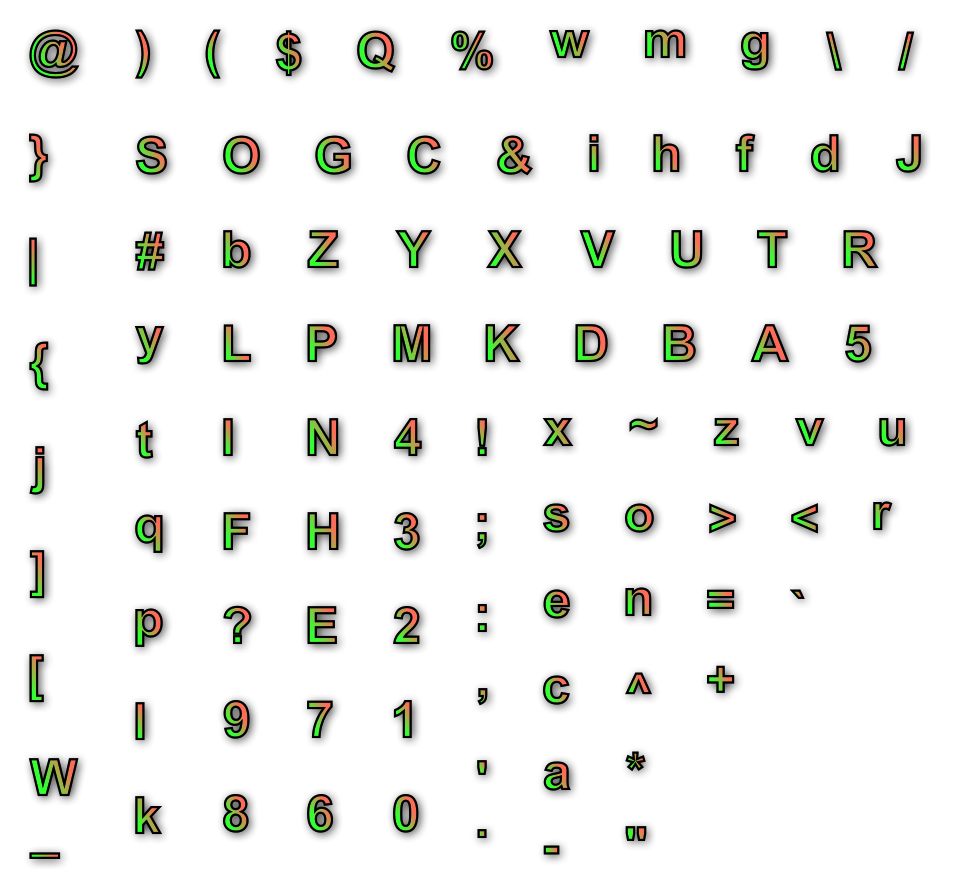 @ ) ( $ Q % w m g \ /
} S O G C & i h f d J
| # b Z Y X V U T R
{ y L P M K D B A 5
j t I N 4 ! x ~ z v u
] q F H 3 ; s o > < r
[ p ? E 2 : e n = `
W l 9 7 1 , c ^ +
_ k 8 6 0 ' a *
. - "